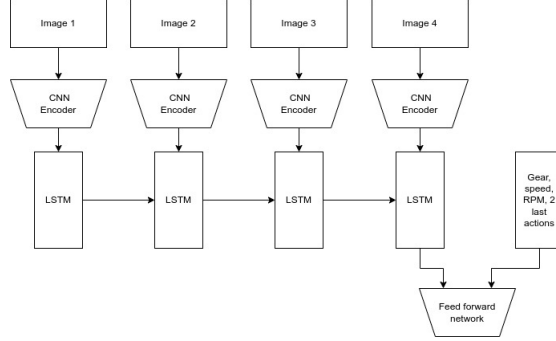 Image 1
Image 2
Image 3
Image 4
CNN
Encoder
CNN
Encoder
CNN
Encoder
CNN
Encoder
LSTM
LSTM
LSTM
LSTM
Gear,
speed,
RPM, 2
last
actions
Feed forward
network